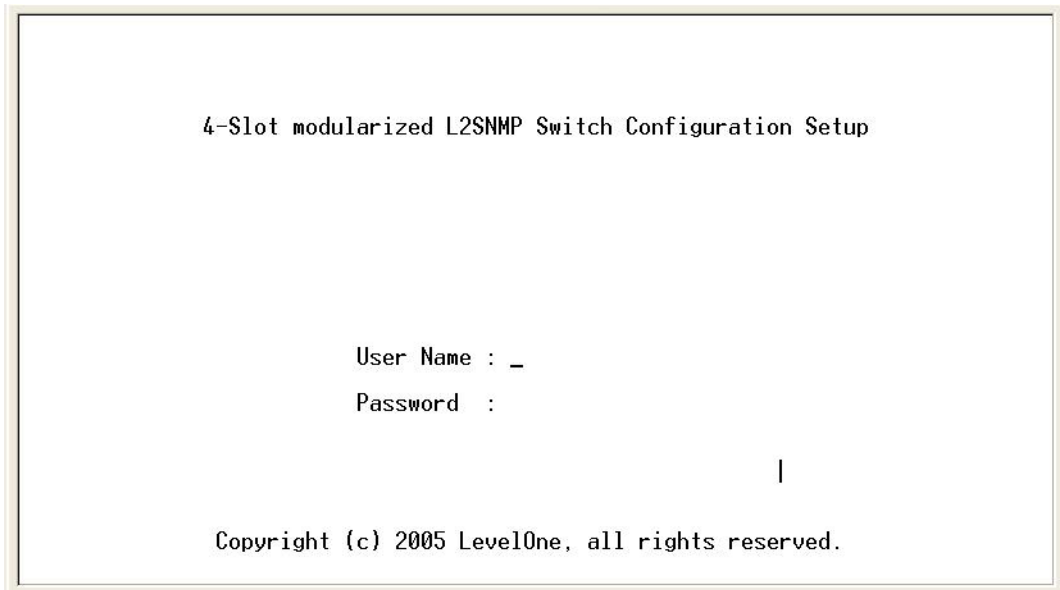 4-Slot modularized L2SNMP Switch Configuration Setup
User Name : _
Password  :
Copyright (c) 2005 LevelOne, all rights reserved.